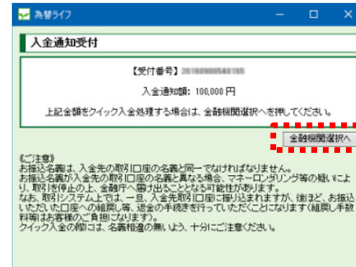 為替ライフ
入金通知受付
【受付番号】
入金通知額: 100,000 円
上記金額をクイック入金処理する場合は、金融機関選択へを押してください。
金融機関選択へ
《ご注意》
お振込名義は、入金先の取引口座の名義と同一でなければなりません。
お振込名義が入金先の取引口座の名義と異なる場合、マネーロンダリング等の疑いによ
り、取引を停止の上、金融庁へ届け出ることとなる可能性があります。
なお、取引システム上では、一旦、入金先取引口座に振り込まれますが、後ほど、お振込
いただいた口座への組戻し等、返金の手続きを行っていただくことになります(組戻し手数
料等はお客様のご負担になります)。
クイック入金の際には、名義相違の無いよう、十分にご注意ください。